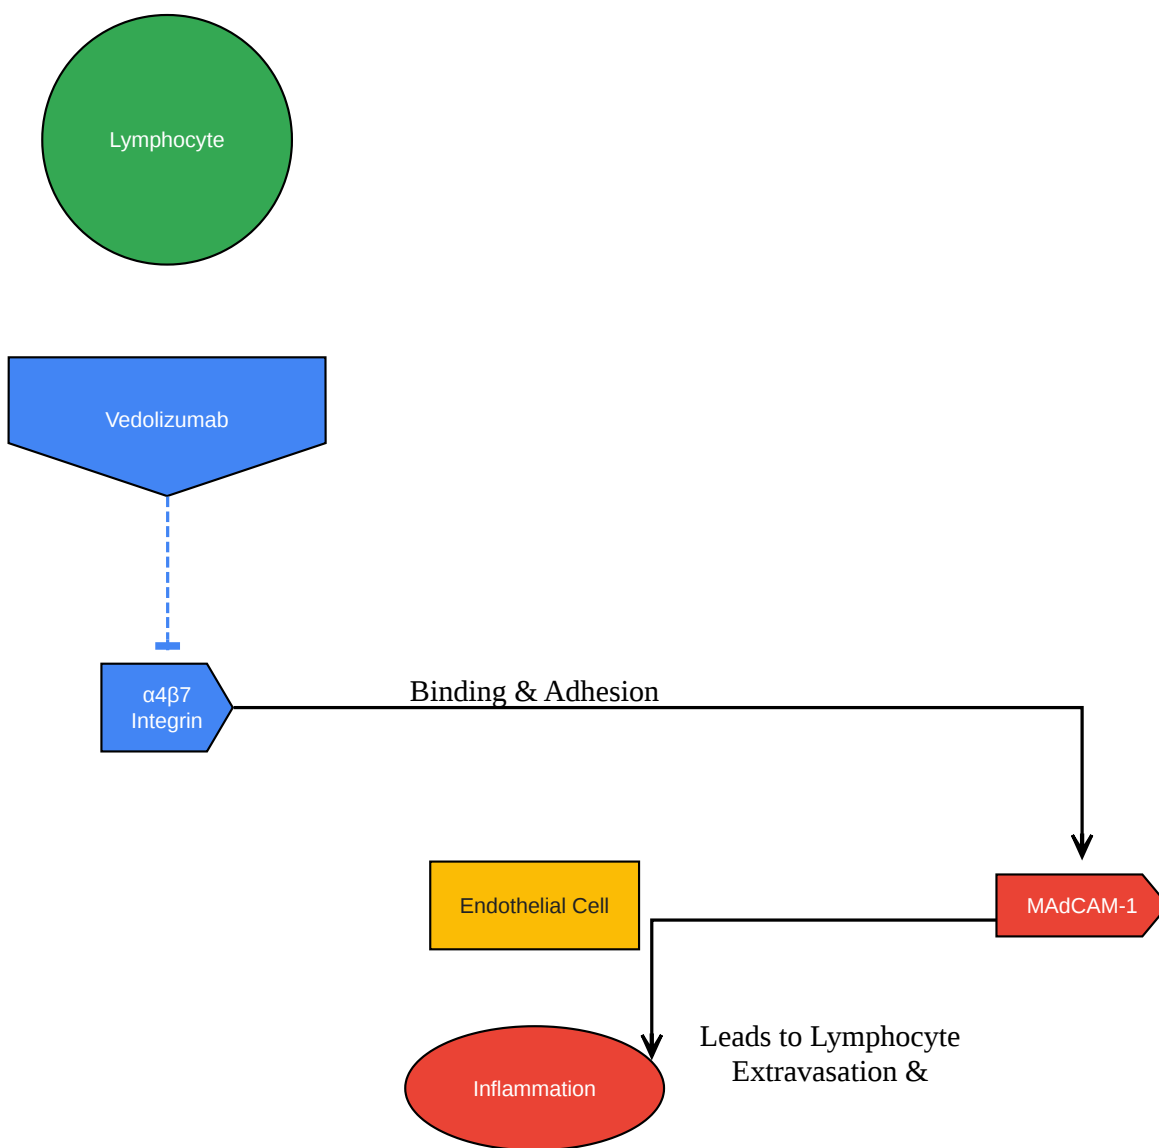 Lymphocyte
Vedolizumab
α4β7
Integrin
Binding & Adhesion
Endothelial Cell
MAdCAM-1
Leads to Lymphocyte
Extravasation &
Inflammation